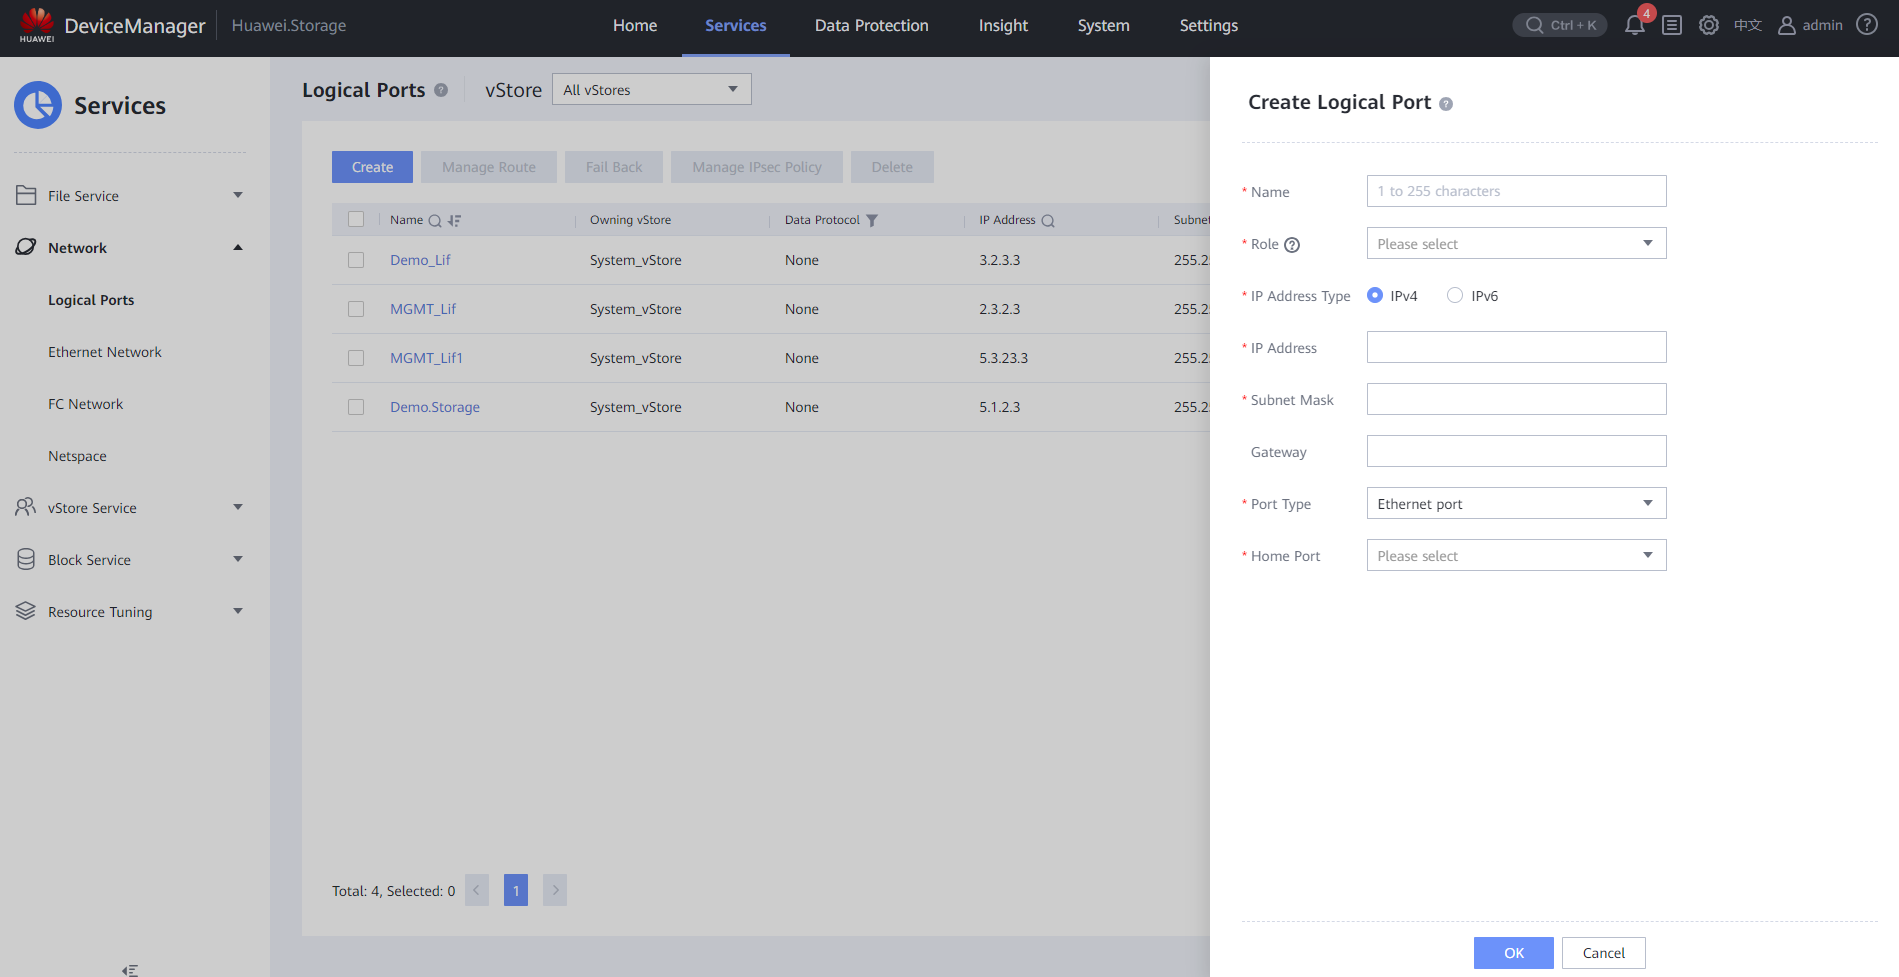 HUAWEI
DeviceManager
Huawei.Storage
Home
Services
Data Protection
Insight
System
Settings
Ctrl + K
4
中文
admin
Services
File Service
Network
Logical Ports
Ethernet Network
FC Network
Netspace
vStore Service
Block Service
Resource Tuning
Logical Ports
vStore
All vStores
Create
Manage Route
Fail Back
Manage IPsec Policy
Delete
Name Owning vStore Data Protocol IP Address Subnet
Demo_Lif System_vStore None 3.2.3.3 255.2
MGMT_Lif System_vStore None 2.3.2.3 255.2
MGMT_Lif1 System_vStore None 5.3.23.3 255.2
Demo.Storage System_vStore None 5.1.2.3 255.2
Total: 4, Selected: 0 < 1 >
Create Logical Port
* Name 1 to 255 characters
* Role Please select
* IP Address Type IPv4 IPv6
* IP Address
* Subnet Mask
Gateway
* Port Type Ethernet port
* Home Port Please select
OK
Cancel